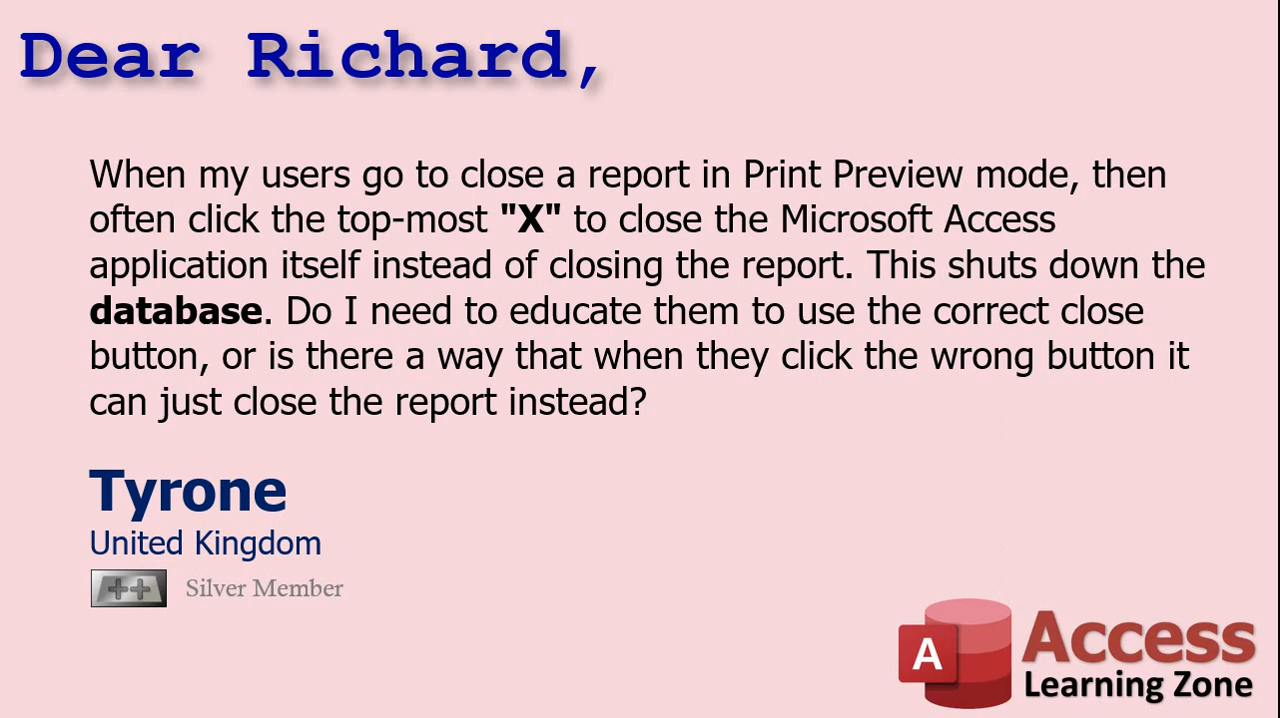 Dear Richard,
When my users go to close a report in Print Preview mode, then
often click the top-most "X" to close the Microsoft Access
application itself instead of closing the report. This shuts down the
database. Do I need to educate them to use the correct close
button, or is there a way that when they click the wrong button it
can just close the report instead?
Tyrone
United Kingdom
++ Silver Member
A Access
Learning Zone